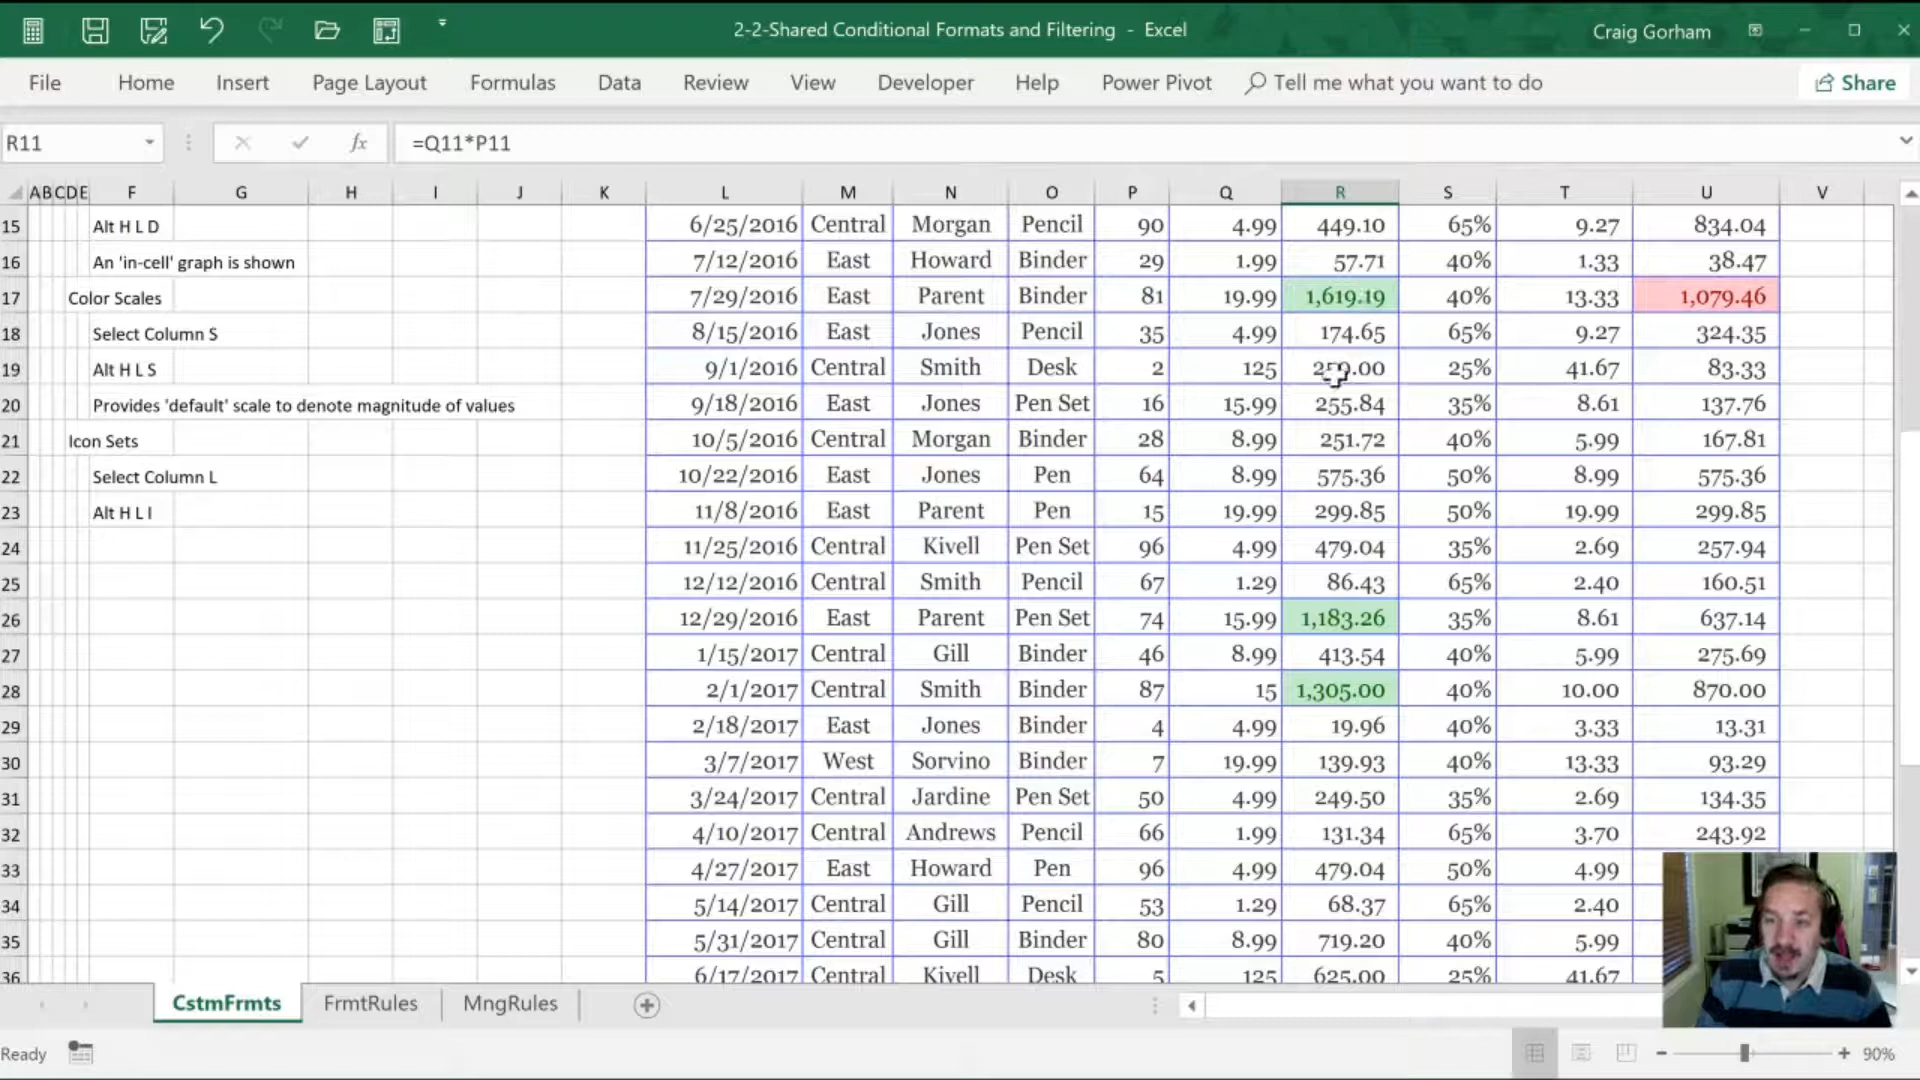 2-2-Shared Conditional Formats and Filtering - Excel
Craig Gorham
File Home Insert Page Layout Formulas Data Review View Developer Help Power Pivot Tell me what you want to do Share
R11 fx =Q11*P11
A B C D E F G H I J K L M N O P Q R S T U V
15 Alt H L D 6/25/2016 Central Morgan Pencil 90 4.99 449.10 65% 9.27 834.04
16 An 'in-cell' graph is shown 7/12/2016 East Howard Binder 29 1.99 57.71 40% 1.33 38.47
17 Color Scales 7/29/2016 East Parent Binder 81 19.99 1,619.19 40% 13.33 1,079.46
18 Select Column S 8/15/2016 East Jones Pencil 35 4.99 174.65 65% 9.27 324.35
19 Alt H L S 9/1/2016 Central Smith Desk 2 125 250.00 25% 41.67 83.33
20 Provides 'default' scale to denote magnitude of values 9/18/2016 East Jones Pen Set 16 15.99 255.84 35% 8.61 137.76
21 Icon Sets 10/5/2016 Central Morgan Binder 28 8.99 251.72 40% 5.99 167.81
22 Select Column L 10/22/2016 East Jones Pen 64 8.99 575.36 50% 8.99 575.36
23 Alt H L I 11/8/2016 East Parent Pen 15 19.99 299.85 50% 19.99 299.85
24 11/25/2016 Central Kivell Pen Set 96 4.99 479.04 35% 2.69 257.94
25 12/12/2016 Central Smith Pencil 67 1.29 86.43 65% 2.40 160.51
26 12/29/2016 East Parent Pen Set 74 15.99 1,183.26 35% 8.61 637.14
27 1/15/2017 Central Gill Binder 46 8.99 413.54 40% 5.99 275.69
28 2/1/2017 Central Smith Binder 87 15 1,305.00 40% 10.00 870.00
29 2/18/2017 East Jones Binder 4 4.99 19.96 40% 3.33 13.31
30 3/7/2017 West Sorvino Binder 7 19.99 139.93 40% 13.33 93.29
31 3/24/2017 Central Jardine Pen Set 50 4.99 249.50 35% 2.69 134.35
32 4/10/2017 Central Andrews Pencil 66 1.99 131.34 65% 3.70 243.92
33 4/27/2017 East Howard Pen 96 4.99 479.04 50% 4.99
34 5/14/2017 Central Gill Pencil 53 1.29 68.37 65% 2.40
35 5/31/2017 Central Gill Binder 80 8.99 719.20 40% 5.99
36 6/17/2017 Central Kivell Desk 5 125 625.00 25% 41.67
CstmFrmts FrmtRules MngRules
Ready 90%